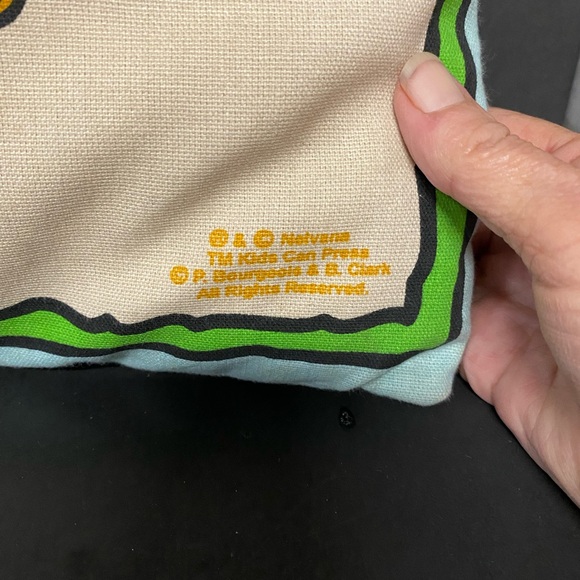 ® & © Nelvana
TM Kids Can Press
© P. Bourgeois & B. Clark
All Rights Reserved.